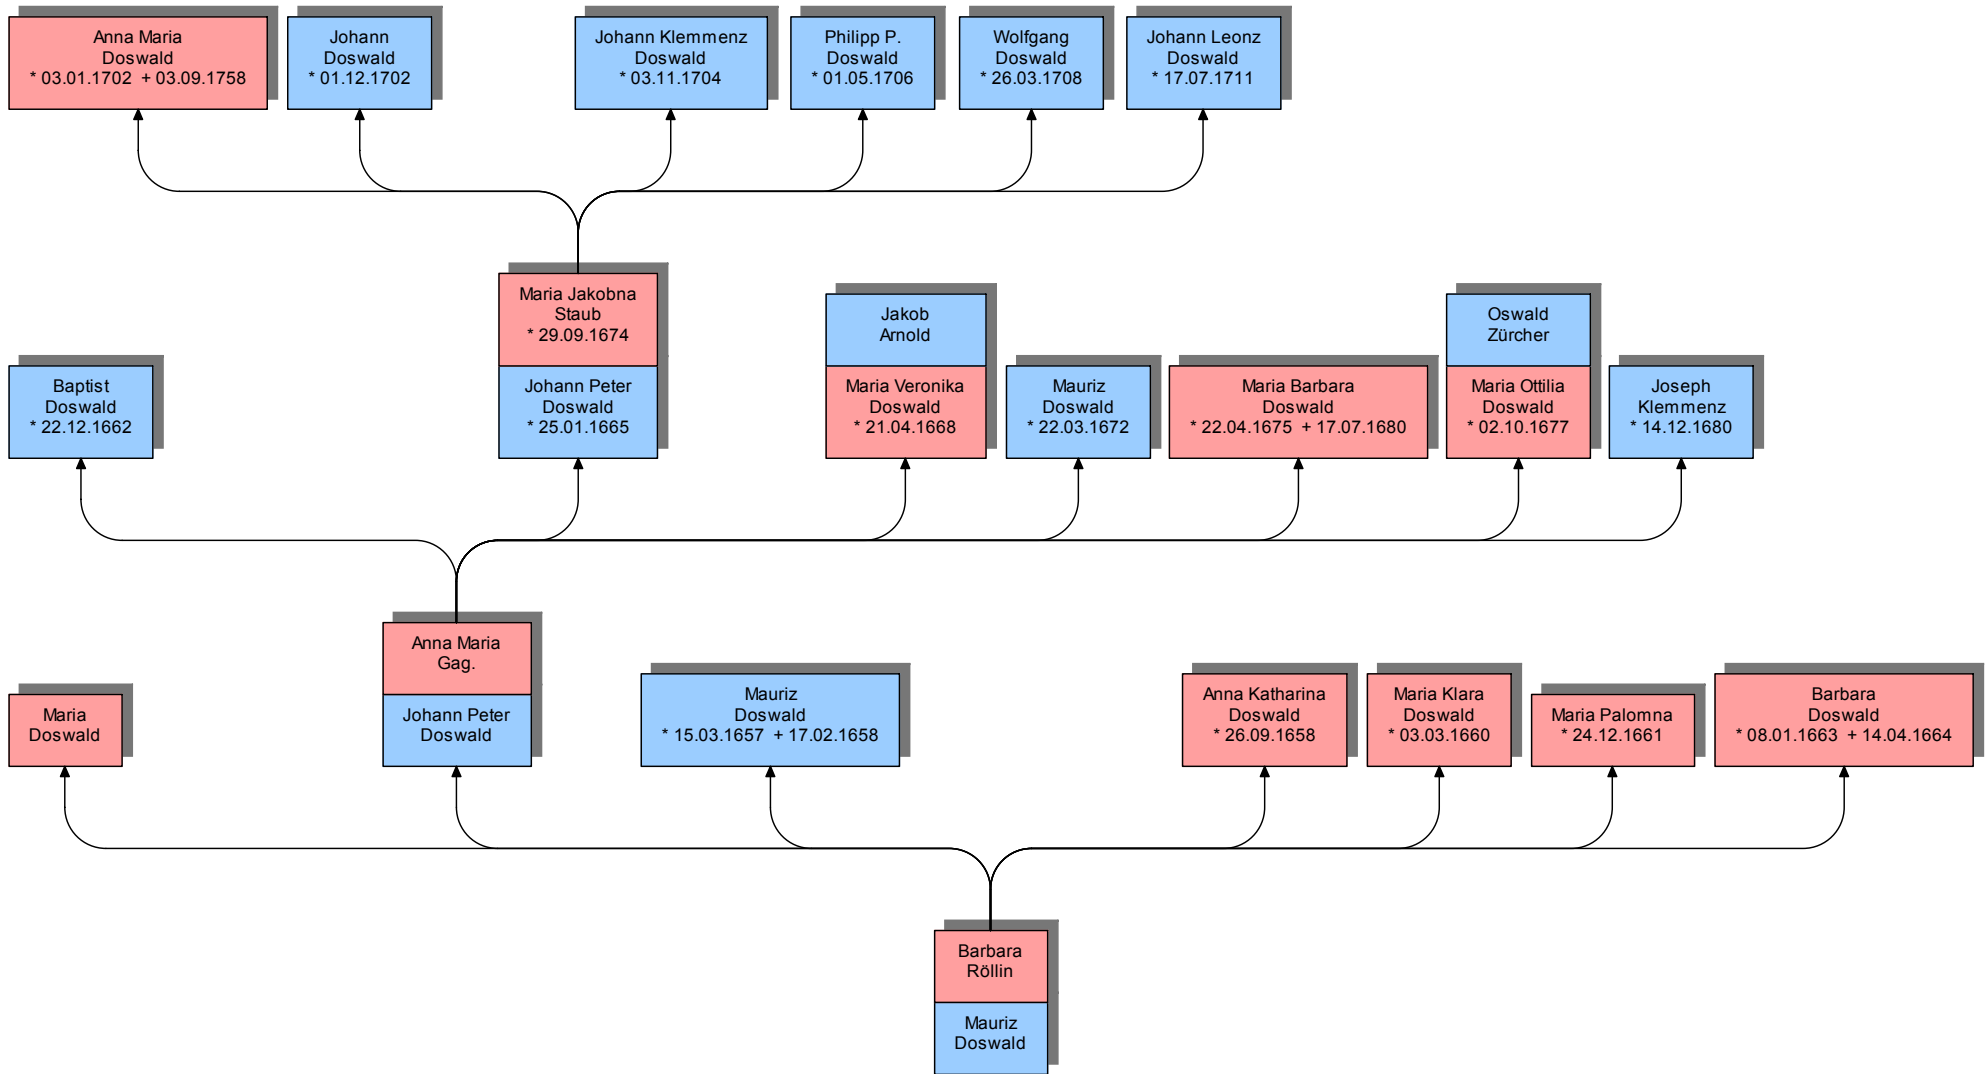 Anna Maria
Doswald
* 03.01.1702 + 03.09.1758
Johann
Doswald
* 01.12.1702
Johann Klemmenz
Doswald
* 03.11.1704
Philipp P.
Doswald
* 01.05.1706
Wolfgang
Doswald
* 26.03.1708
Johann Leonz
Doswald
* 17.07.1711
Maria Jakobna
Staub
* 29.09.1674
Jakob
Arnold
Oswald
Zürcher
Baptist
Doswald
* 22.12.1662
Johann Peter
Doswald
* 25.01.1665
Maria Veronika
Doswald
* 21.04.1668
Mauriz
Doswald
* 22.03.1672
Maria Barbara
Doswald
* 22.04.1675 + 17.07.1680
Maria Ottilia
Doswald
* 02.10.1677
Joseph
Klemmenz
* 14.12.1680
Anna Maria
Gag.
Maria
Doswald
Johann Peter
Doswald
Mauriz
Doswald
* 15.03.1657 + 17.02.1658
Anna Katharina
Doswald
* 26.09.1658
Maria Klara
Doswald
* 03.03.1660
Maria Palomna
* 24.12.1661
Barbara
Doswald
* 08.01.1663 + 14.04.1664
Barbara
Röllin
Mauriz
Doswald